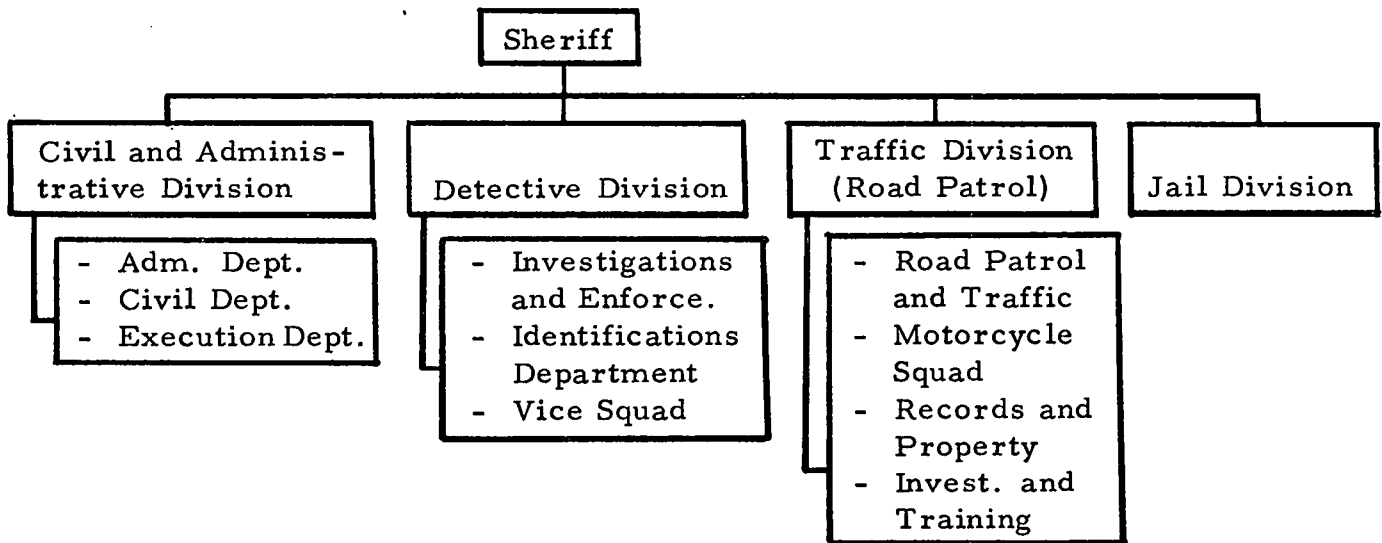 Sheriff
Civil and Adminis-
trative Division
Detective Division
Traffic Division
(Road Patrol)
Jail Division
- Adm. Dept.
- Civil Dept.
- Execution Dept.
- Investigations
and Enforce.
- Identifications
Department
- Vice Squad
- Road Patrol
and Traffic
- Motorcycle
Squad
- Records and
Property
- Invest. and
Training